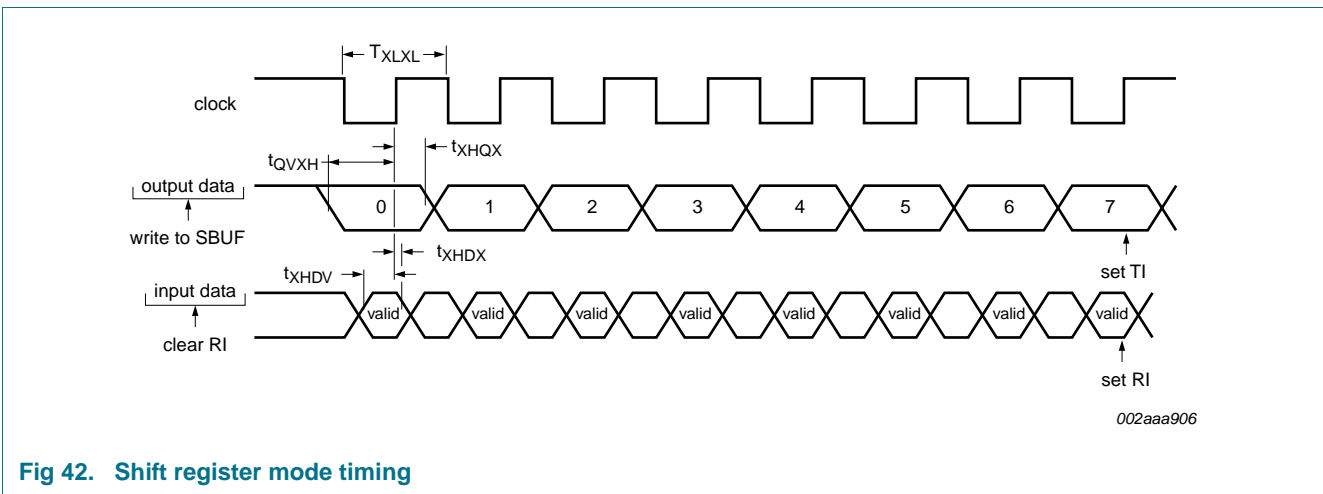 TXLXL
clock
tQVXH
tXHQX
output data
0 1 2 3 4 5 6 7
write to SBUF
tXHDX
set TI
tXHDV
input data
valid valid valid valid valid valid valid valid
clear RI
set RI
002aaa906
Fig 42. Shift register mode timing